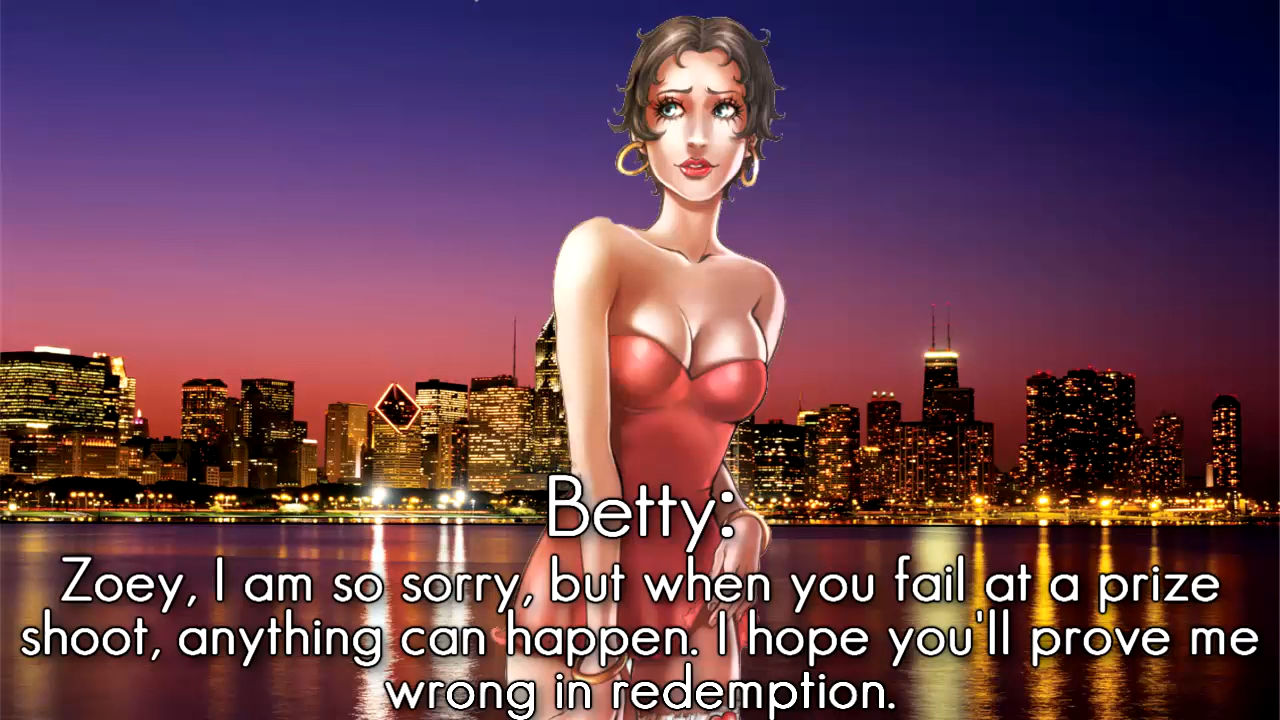 Betty:
Zoey, I am so sorry, but when you fail at a prize
shoot, anything can happen. I hope you'll prove me
wrong in redemption.